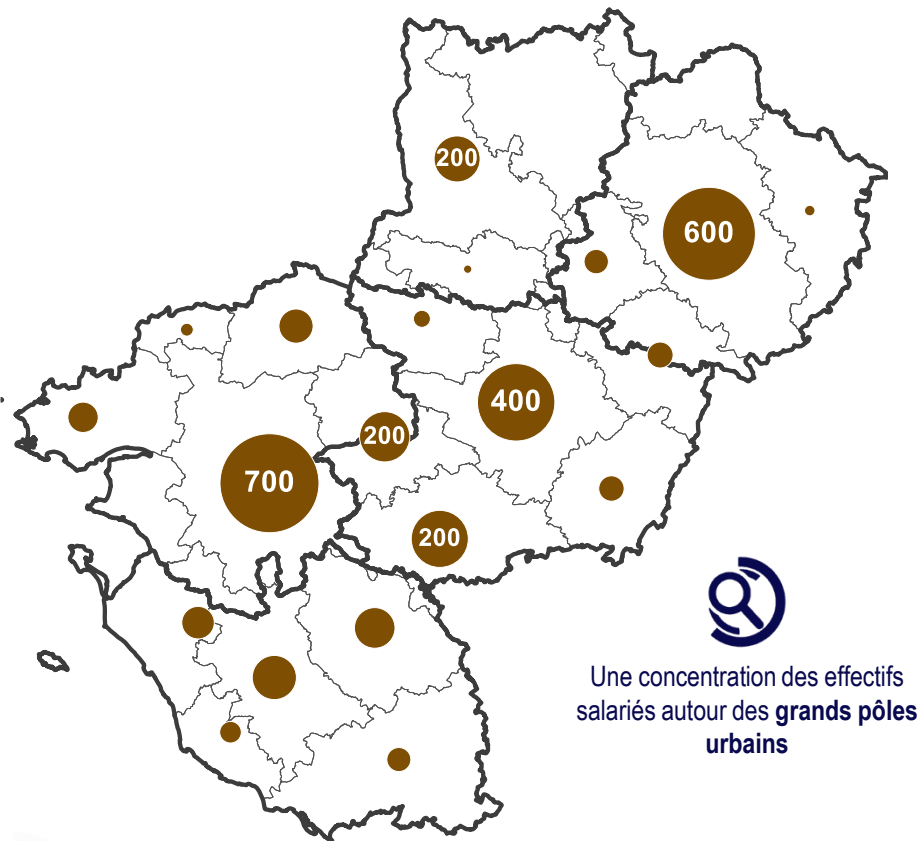 200
600
400
200
700
200
Une concentration des effectifs
salariés autour des grands pôles
urbains